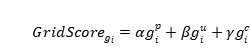 GridScore_{g_i} = αg_i^p + βg_i^u + γg_i^c